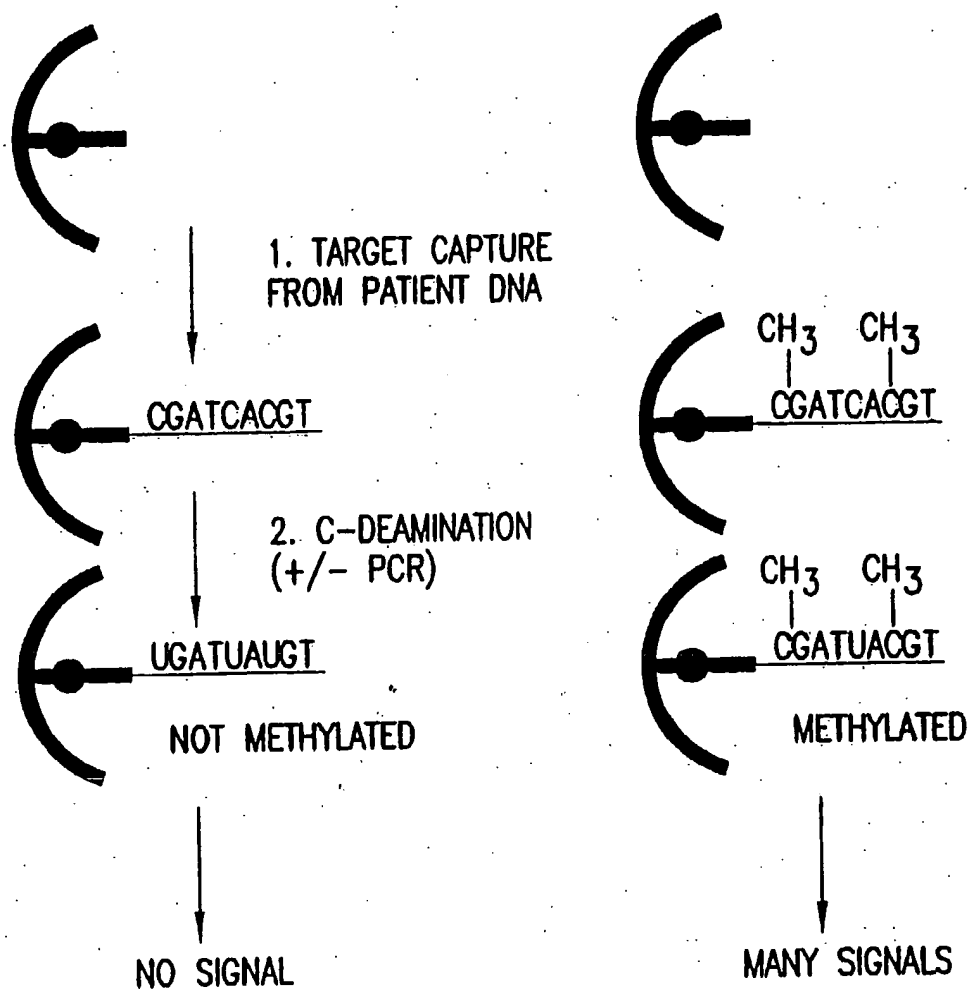 1. TARGET CAPTURE
FROM PATIENT DNA
CH3 CH3
CGATCACGT
CGATCACGT
2. C-DEAMINATION
(+/- PCR)
CH3 CH3
UGATUAUGT
CGATUACGT
NOT METHYLATED
METHYLATED
NO SIGNAL
MANY SIGNALS